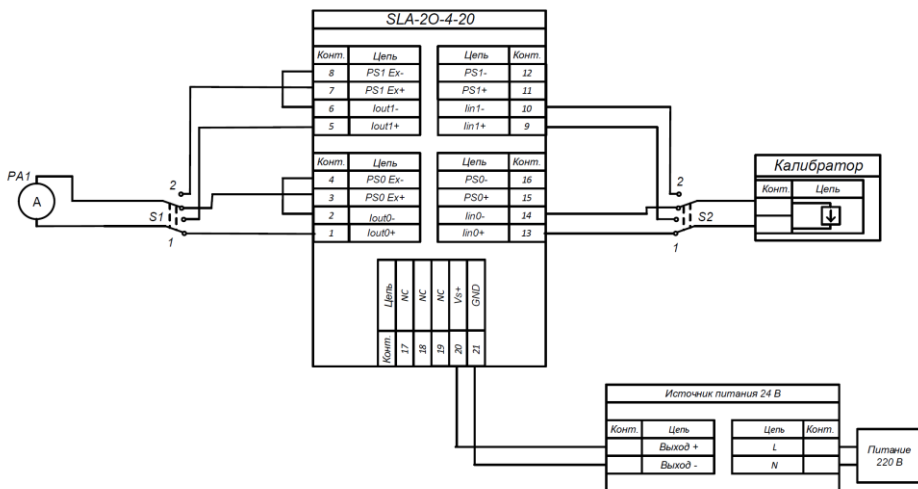 SLA-2O-4-20
Конт. Цепь Цепь Конт.
8 PS1 Ex- PS1- 12
7 PS1 Ex+ PS1+ 11
6 Iout1- Iin1- 10
5 Iout1+ Iin1+ 9
Конт. Цепь Цепь Конт.
4 PS0 Ex- PS0- 16
3 PS0 Ex+ PS0+ 15
2 Iout0- Iin0- 14
1 Iout0+ Iin0+ 13
PA1
A
2
S1
1
2
S2
1
Калибратор
Конт. Цепь
Цепь NC NC NC Vs+ GND
Конт. 17 18 19 20 21
Источник питания 24 В
Конт. Цепь Цепь Конт.
Выход + L
Выход - N
Питание
220 В